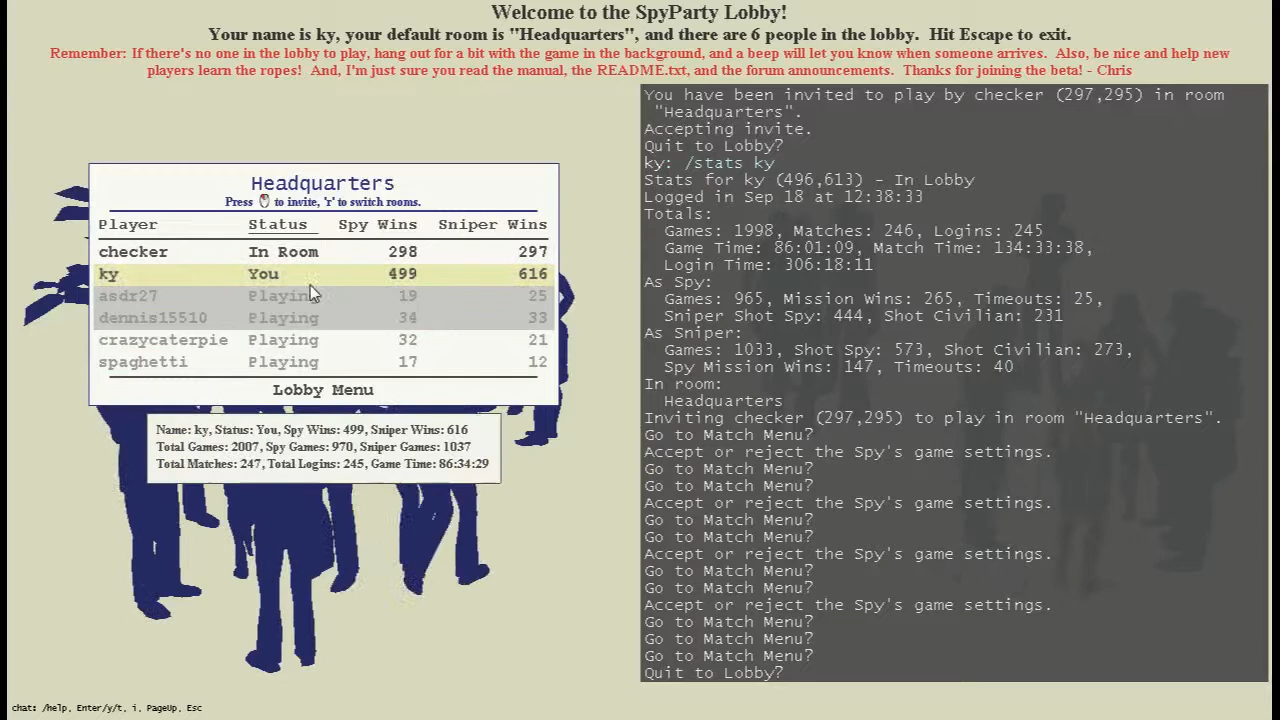 Welcome to the SpyParty Lobby!
Your name is ky, your default room is "Headquarters", and there are 6 people in the lobby. Hit Escape to exit.
Remember: If there's no one in the lobby to play, hang out for a bit with the game in the background, and a beep will let you know when someone arrives. Also, be nice and help new
players learn the ropes! And, I'm just sure you read the manual, the README.txt, and the forum announcements. Thanks for joining the beta! - Chris
Headquarters
Press to invite, 'r' to switch rooms.
Player Status Spy Wins Sniper Wins
checker In Room 298 297
ky You 499 616
asdr27 Playing 19 25
dennis15510 Playing 34 33
crazycaterpie Playing 32 21
spaghetti Playing 17 12
Lobby Menu
Name: ky, Status: You, Spy Wins: 499, Sniper Wins: 616
Total Games: 2007, Spy Games: 970, Sniper Games: 1037
Total Matches: 247, Total Logins: 245, Game Time: 86:34:29
You have been invited to play by checker (297,295) in room
"Headquarters".
Accepting invite.
Quit to Lobby?
ky: /stats ky
Stats for ky (496,613) - In Lobby
Logged in Sep 18 at 12:38:33
Totals:
Games: 1998, Matches: 246, Logins: 245
Game Time: 86:01:09, Match Time: 134:33:38,
Login Time: 306:18:11
As Spy:
Games: 965, Mission Wins: 265, Timeouts: 25,
Sniper Shot Spy: 444, Shot Civilian: 231
As Sniper:
Games: 1033, Shot Spy: 573, Shot Civilian: 273,
Spy Mission Wins: 147, Timeouts: 40
In room:
Headquarters
Inviting checker (297,295) to play in room "Headquarters".
Go to Match Menu?
Accept or reject the Spy's game settings.
Go to Match Menu?
Go to Match Menu?
Accept or reject the Spy's game settings.
Go to Match Menu?
Go to Match Menu?
Accept or reject the Spy's game settings.
Go to Match Menu?
Go to Match Menu?
Accept or reject the Spy's game settings.
Go to Match Menu?
Go to Match Menu?
Go to Match Menu?
Quit to Lobby?
chat: /help, Enter/y/t, i, PageUp, Esc